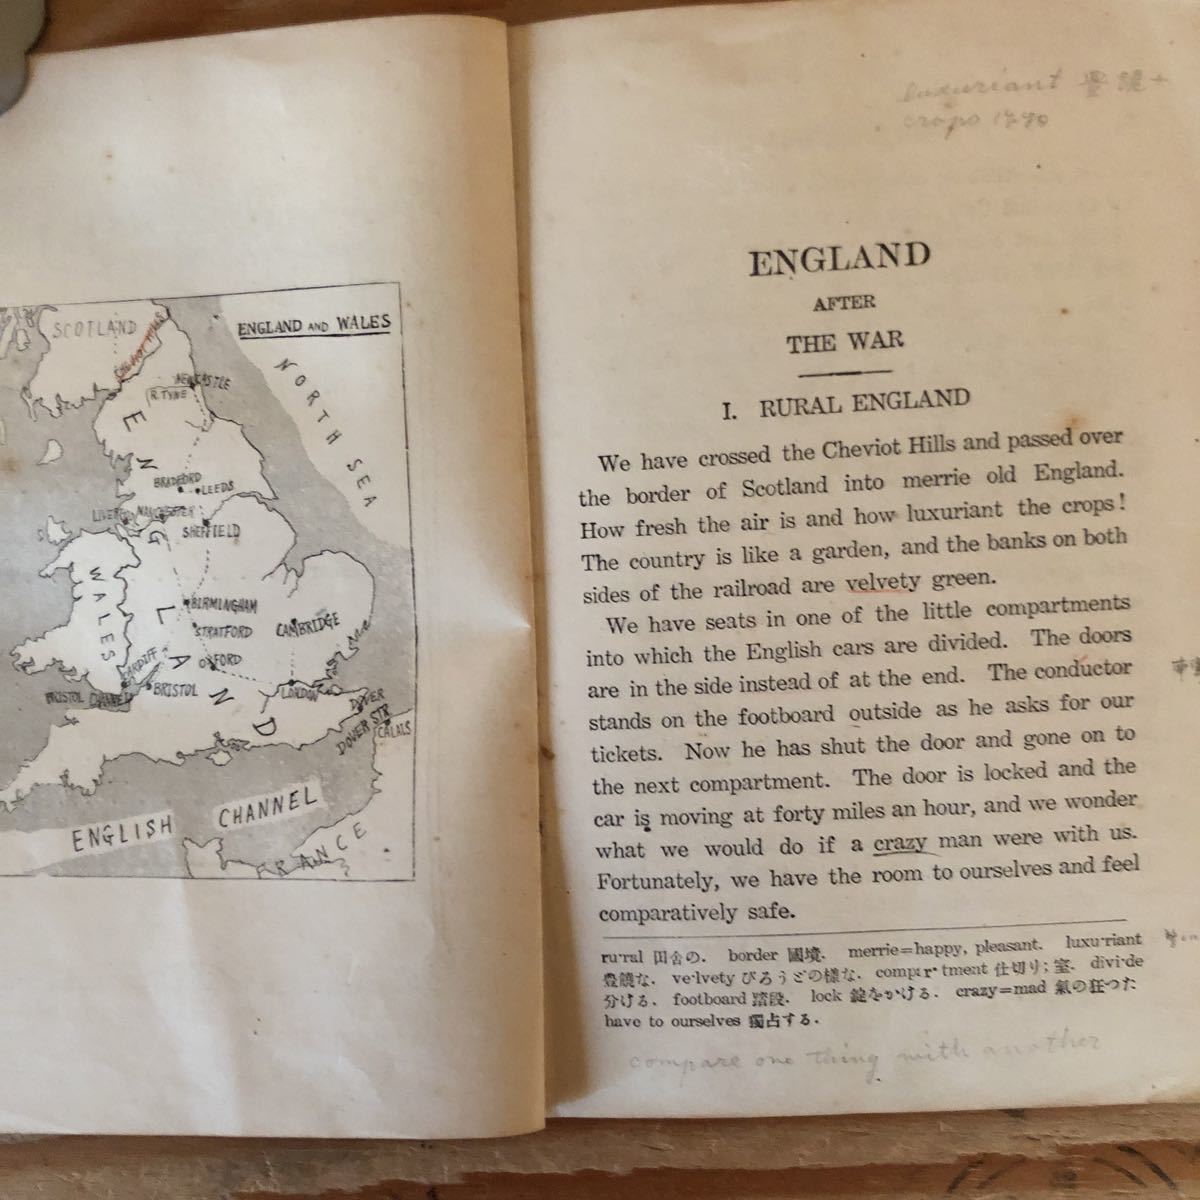 SCOTLAND
ENGLAND AND WALES
CHEVIOT HILLS
NEWCASTLE
R. TYNE
NORTH SEA
ENGLAND
BRADFORD
LEEDS
MANCHESTER
SHEFFIELD
WALES
BIRMINGHAM
STRATFORD
CAMBRIDGE
CARDIFF
OXFORD
BRISTOL
LONDON
DOVER
DOVER STR
CALAIS
ENGLISH CHANNEL
FRANCE
luxuriant
crops
ENGLAND
AFTER
THE WAR
I. RURAL ENGLAND
We have crossed the Cheviot Hills and passed over
the border of Scotland into merrie old England.
How fresh the air is and how luxuriant the crops!
The country is like a garden, and the banks on both
sides of the railroad are velvety green.
We have seats in one of the little compartments
into which the English cars are divided. The doors
are in the side instead of at the end. The conductor
stands on the footboard outside as he asks for our
tickets. Now he has shut the door and gone on to
the next compartment. The door is locked and the
car is moving at forty miles an hour, and we wonder
what we would do if a crazy man were with us.
Fortunately, we have the room to ourselves and feel
comparatively safe.
ru·ral 田舎の. border 國境. merrie=happy, pleasant. luxu·riant
豊饒な. ve·lvety びろうどの様な. compar·tment 仕切り; 室. divi·de
分ける. footboard 踏段. lock 錠をかける. crazy=mad 氣の狂つた
have to ourselves 獨占する.
compare one thing with another